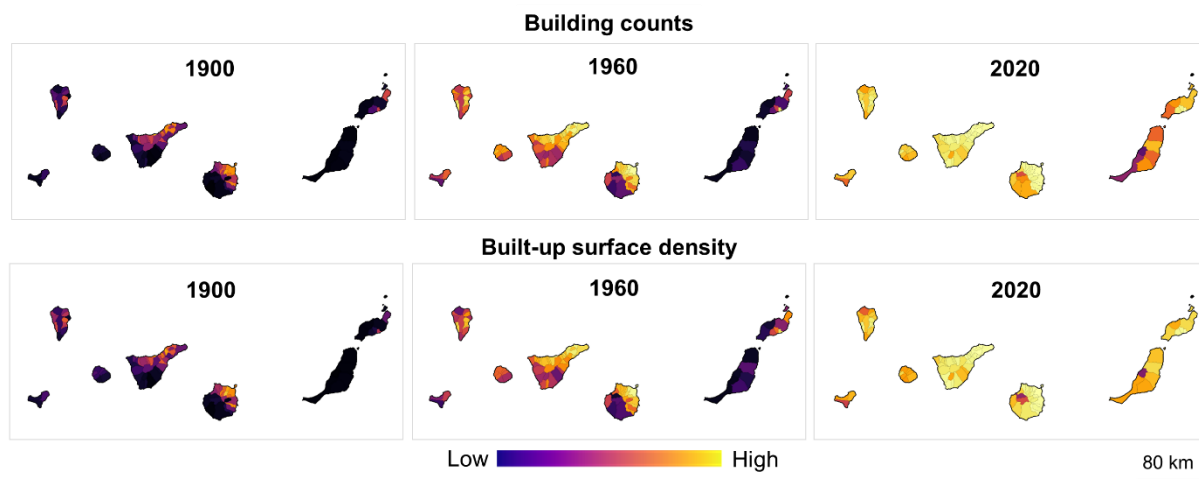 Building counts
1900
1960
2020
Built-up surface density
1900
1960
2020
Low
High
80 km